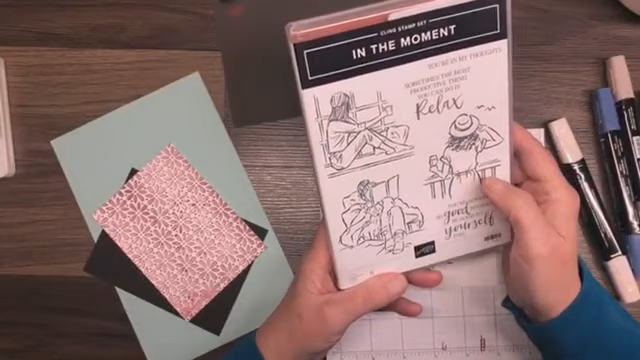 CLING STAMP SET
IN THE MOMENT
YOU'RE IN MY THOUGHTS
SOMETIMES THE MOST
PRODUCTIVE THING
YOU CAN DO IS
Relax
good
yourself